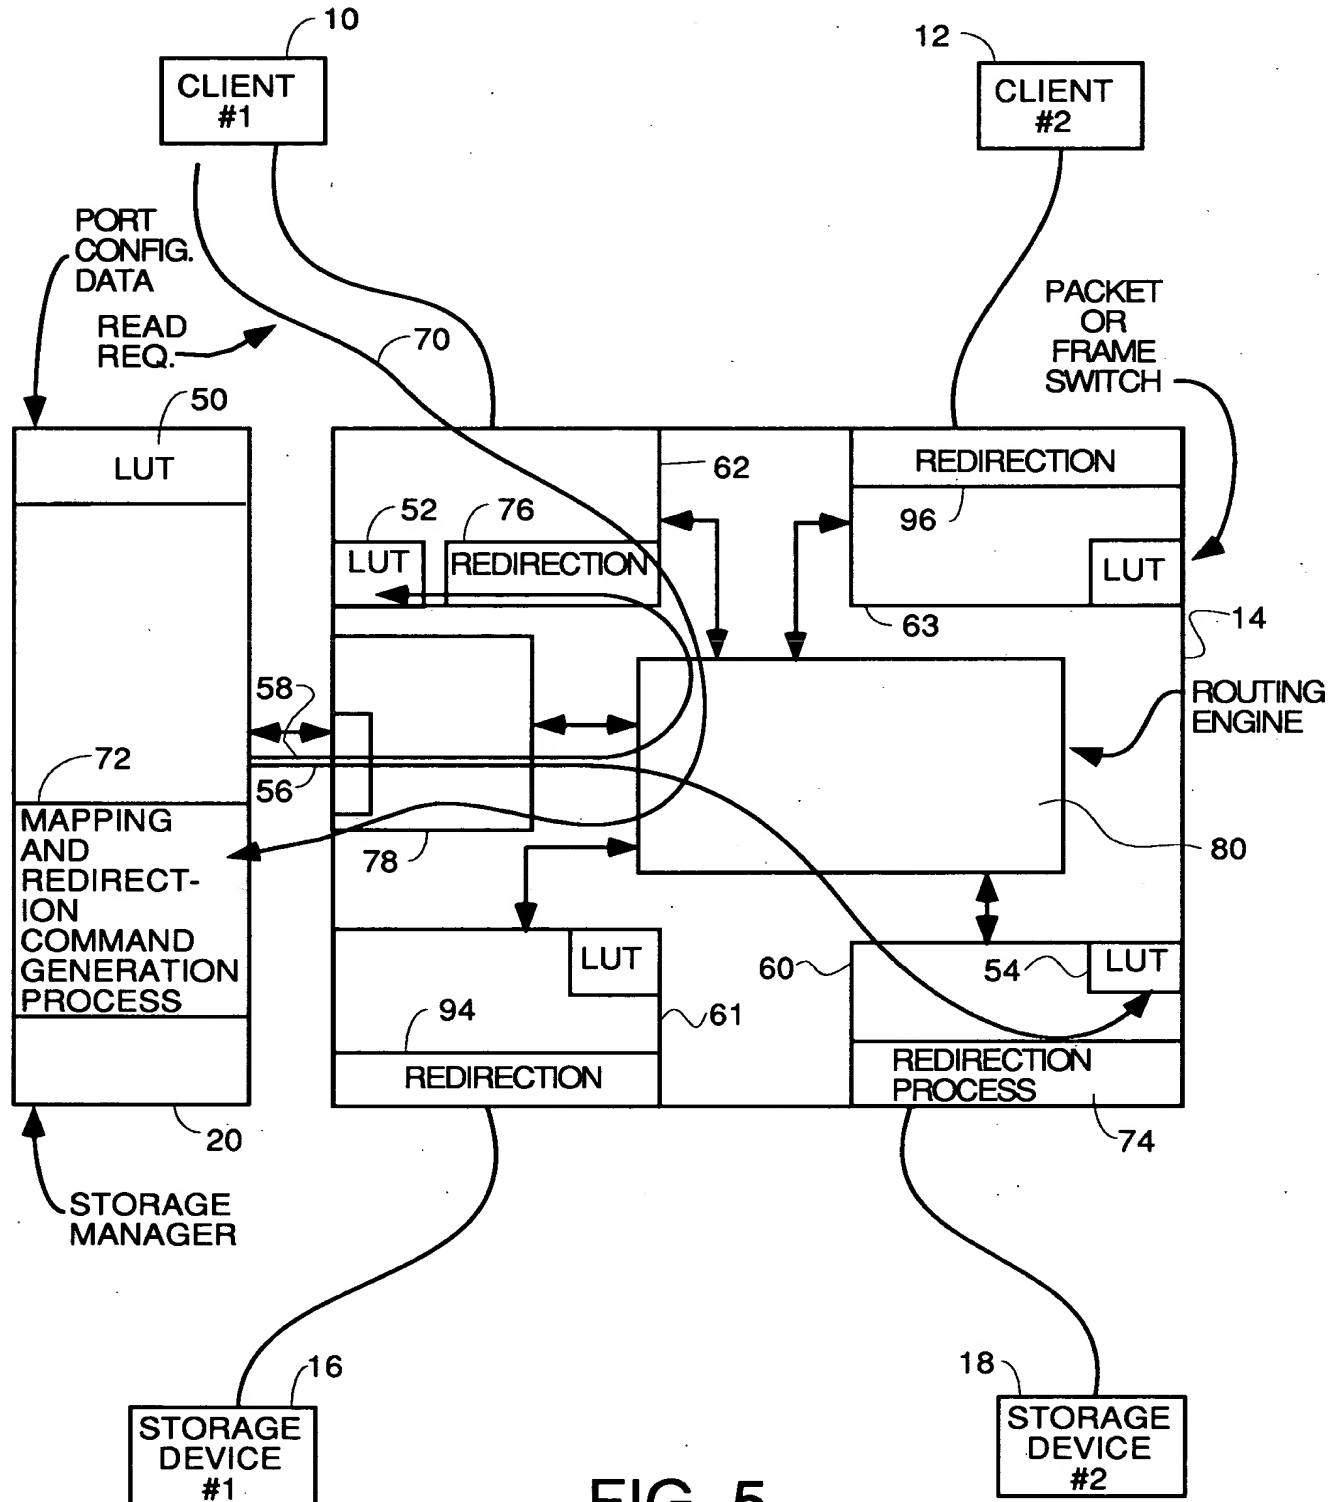 10
12
CLIENT
#1
CLIENT
#2
PORT
CONFIG.
DATA
READ
REQ.
70
PACKET
OR
FRAME
SWITCH
50
LUT
62
REDIRECTION
52
76
96
LUT
REDIRECTION
LUT
63
14
58
ROUTING
ENGINE
72
56
MAPPING
AND
REDIRECT-
ION
COMMAND
GENERATION
PROCESS
78
80
LUT
60
54
LUT
94
61
REDIRECTION
REDIRECTION
PROCESS
20
74
STORAGE
MANAGER
16
18
STORAGE
DEVICE
#1
STORAGE
DEVICE
#2
FIG. 5